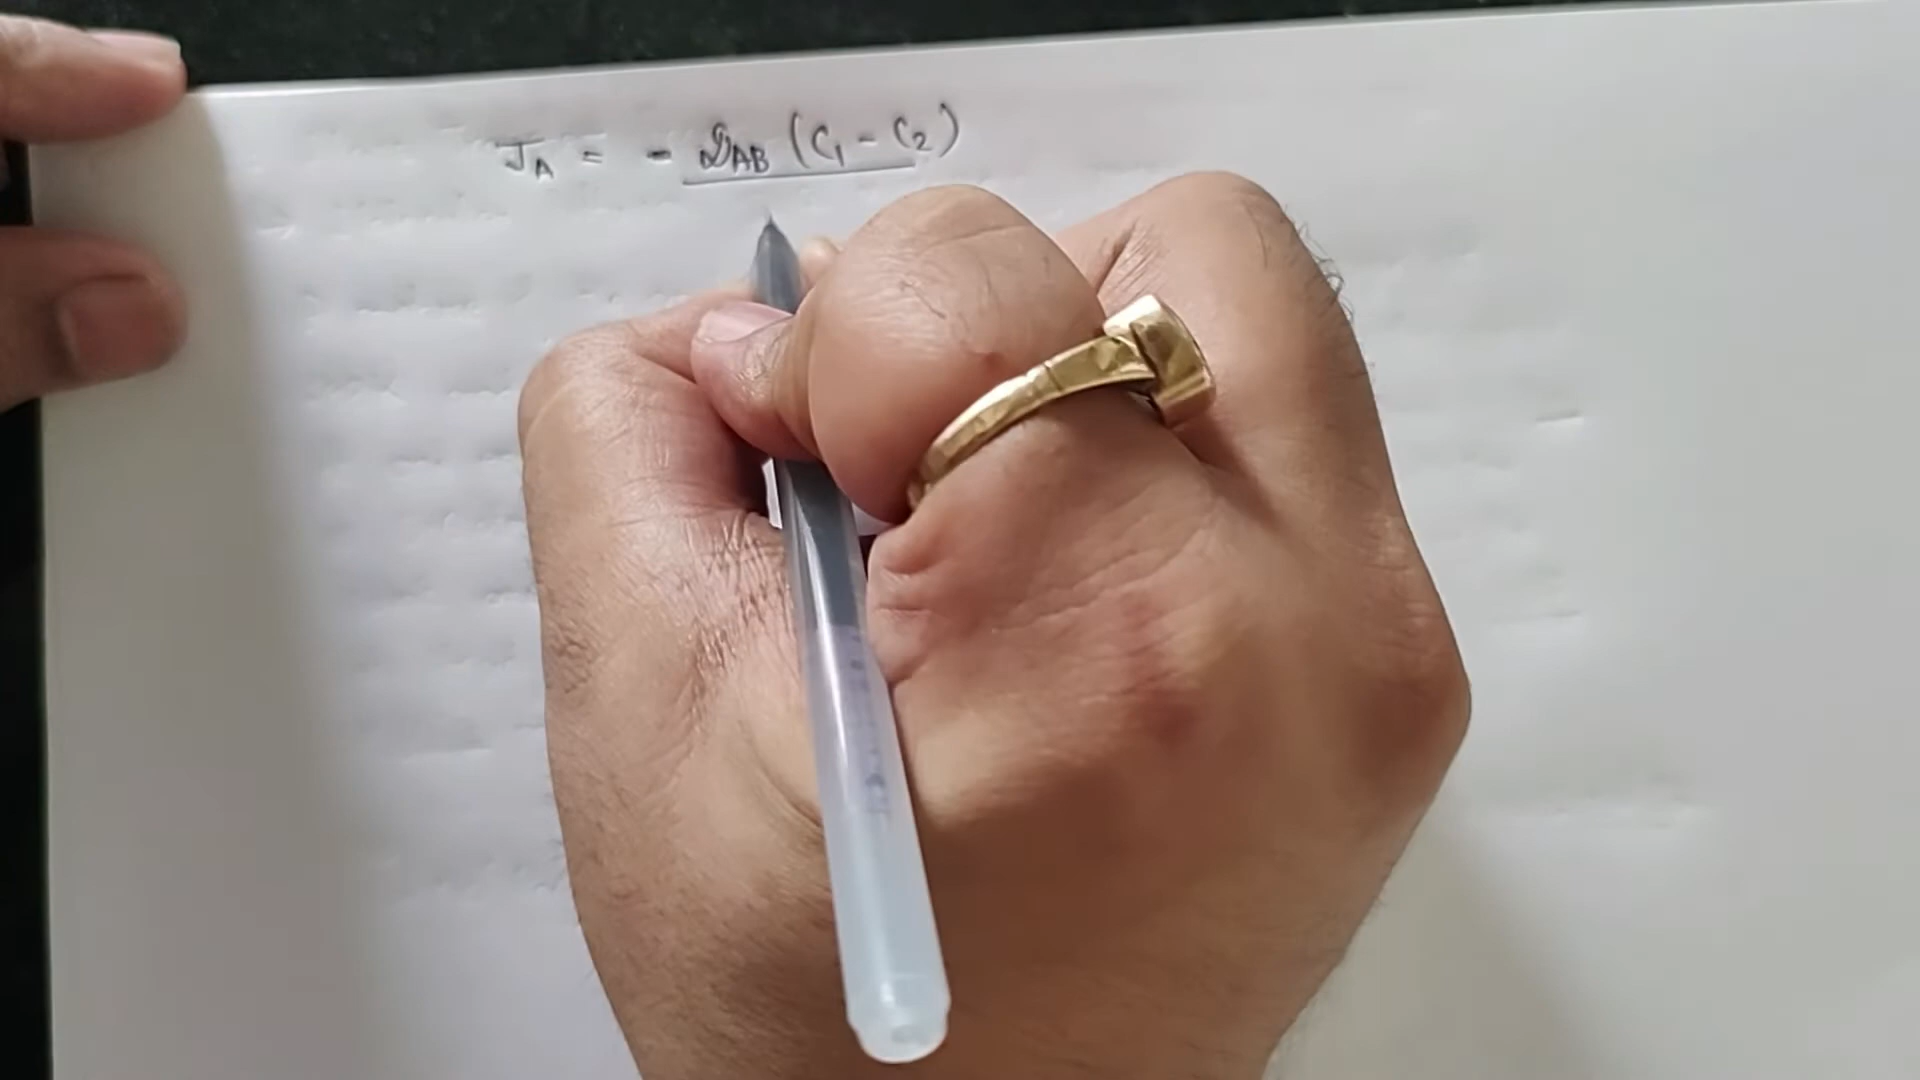 J_A = - D_AB (C_1 - C_2)